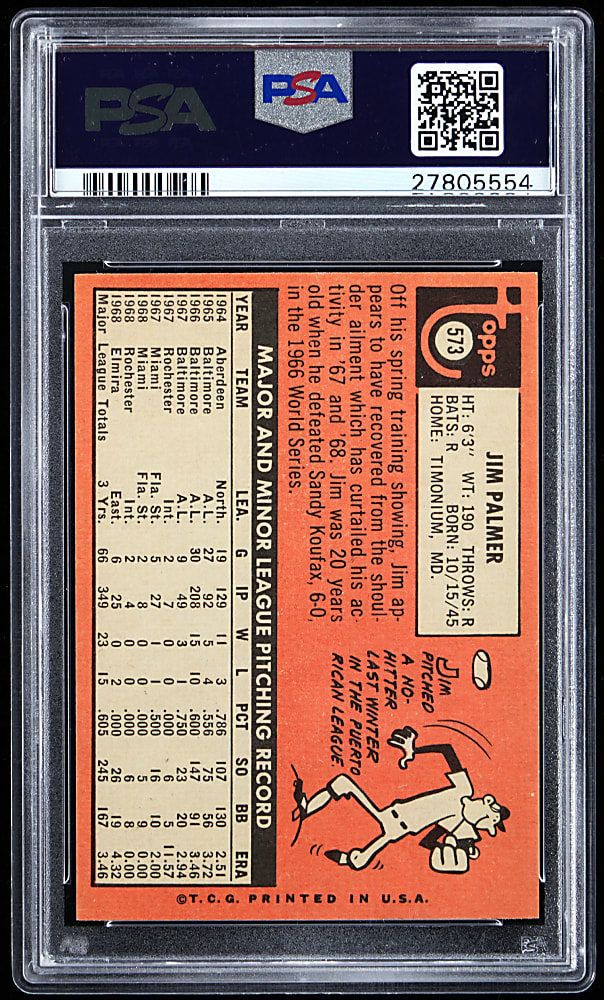 PSA
PSA
27805554
Topps
573
JIM PALMER
HT: 6'3" WT: 190 THROWS: R
BATS: R BORN: 10/15/45
HOME: TIMONIUM, MD.
Off his spring training showing, Jim ap-
pears to have recovered from the shoul-
der ailment which has curtailed his ac-
tivity in '67 and '68. Jim was 20 years
old when he defeated Sandy Koufax, 6-0,
in the 1966 World Series.
JIM
PITCHED
A NO-
HITTER
LAST WINTER
IN THE PUERTO
RICAN LEAGUE.
MAJOR AND MINOR LEAGUE PITCHING RECORD
YEAR TEAM LEA. G IP W L PCT SO BB ERA
1964 Aberdeen North. 19 129 11 3 .786 107 130 2.51
1965 Baltimore A.L. 27 92 5 4 .556 75 56 3.72
1966 Baltimore A.L. 30 208 15 10 .600 147 91 3.46
1967 Baltimore A.L. 9 49 3 1 .750 23 20 2.94
1967 Rochester Int. 2 7 0 0 .000 6 5 11.57
1967 Miami Fla. St. 5 27 1 1 .500 16 10 2.00
1968 Miami Fla. St. 2 8 0 0 .000 5 9 0.00
1968 Rochester Int. 2 4 0 0 .000 6 8 0.00
1968 Elmira East. 6 25 0 2 .000 26 19 4.32
Major League Totals 3 Yrs. 66 349 23 15 .605 245 167 3.46
©T.C.G. PRINTED IN U.S.A.